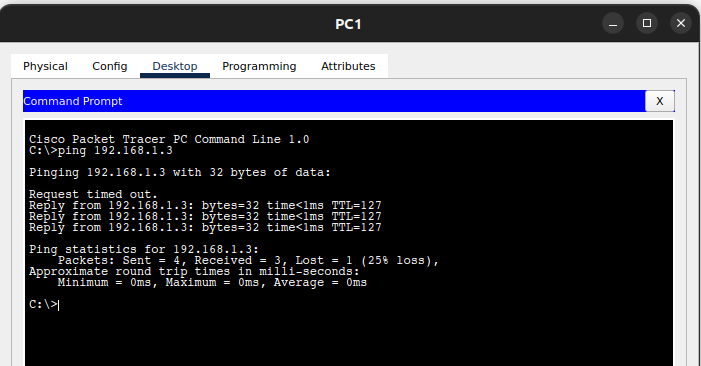 PC1
Physical Config Desktop Programming Attributes
Command Prompt X
Cisco Packet Tracer PC Command Line 1.0
C:\>ping 192.168.1.3
Pinging 192.168.1.3 with 32 bytes of data:
Request timed out.
Reply from 192.168.1.3: bytes=32 time<1ms TTL=127
Reply from 192.168.1.3: bytes=32 time<1ms TTL=127
Reply from 192.168.1.3: bytes=32 time<1ms TTL=127
Ping statistics for 192.168.1.3:
    Packets: Sent = 4, Received = 3, Lost = 1 (25% loss),
Approximate round trip times in milli-seconds:
    Minimum = 0ms, Maximum = 0ms, Average = 0ms
C:\>